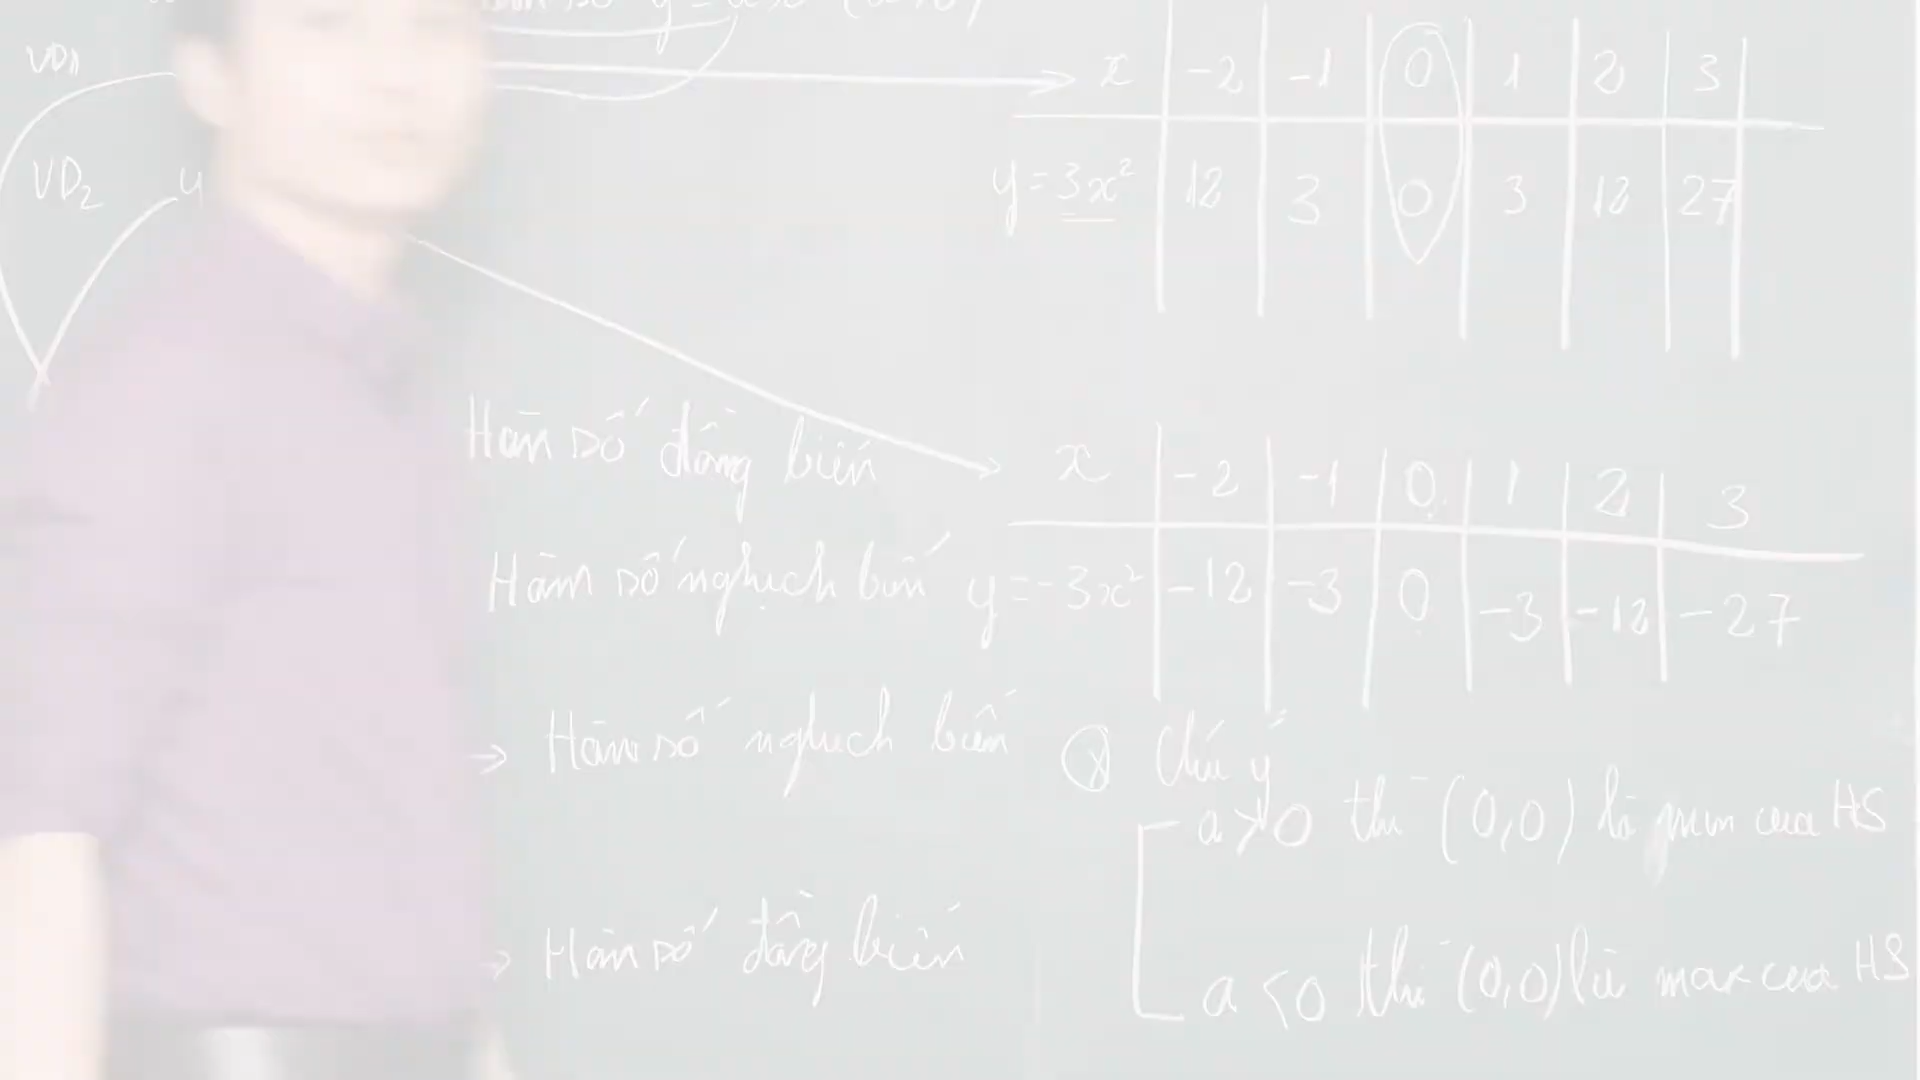 số y = ax² (a ≠ 0)
VD1
x | -2 | -1 | 0 | 1 | 2 | 3
VD2 y
y = 3x² | 12 | 3 | 0 | 3 | 12 | 27
Hàm số đồng biến
x | -2 | -1 | 0 | 1 | 2 | 3
Hàm số nghịch biến
y = -3x² | -12 | -3 | 0 | -3 | -12 | -27
→ Hàm số nghịch biến
→ Hàm số đồng biến
* Chú ý
a > 0 thì (0,0) là min của HS
a < 0 thì (0,0) là max của HS